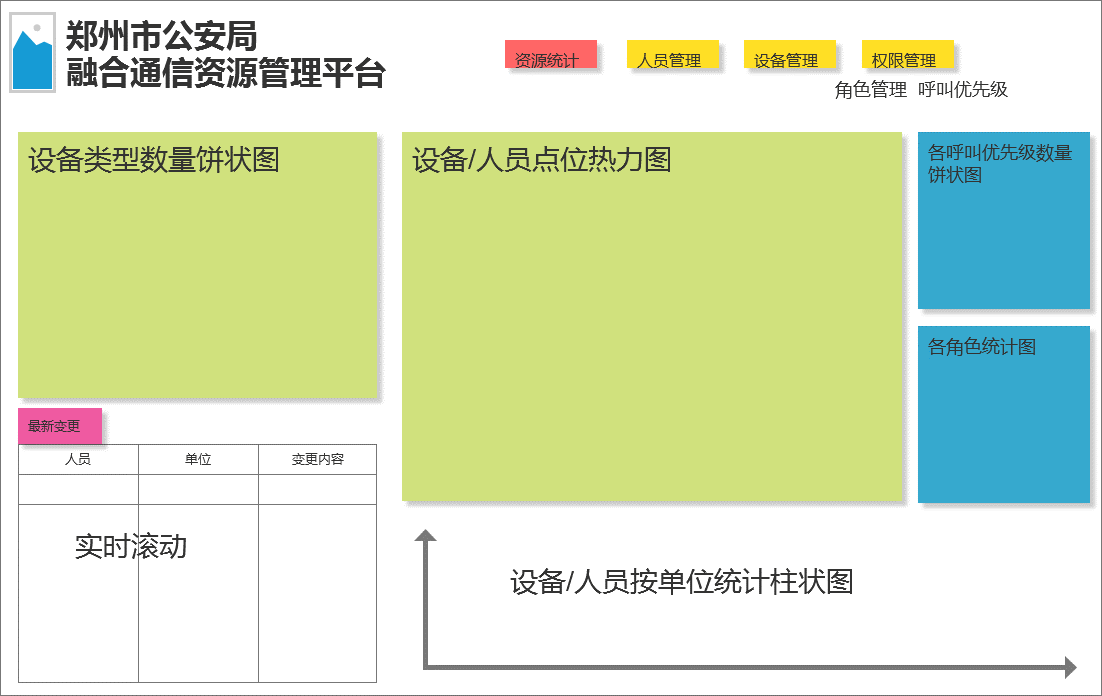 郑州市公安局
融合通信资源管理平台
资源统计
人员管理
设备管理
权限管理
角色管理 呼叫优先级
设备类型数量饼状图
设备/人员点位热力图
各呼叫优先级数量
饼状图
各角色统计图
最新变更
人员
单位
变更内容
实时滚动
设备/人员按单位统计柱状图